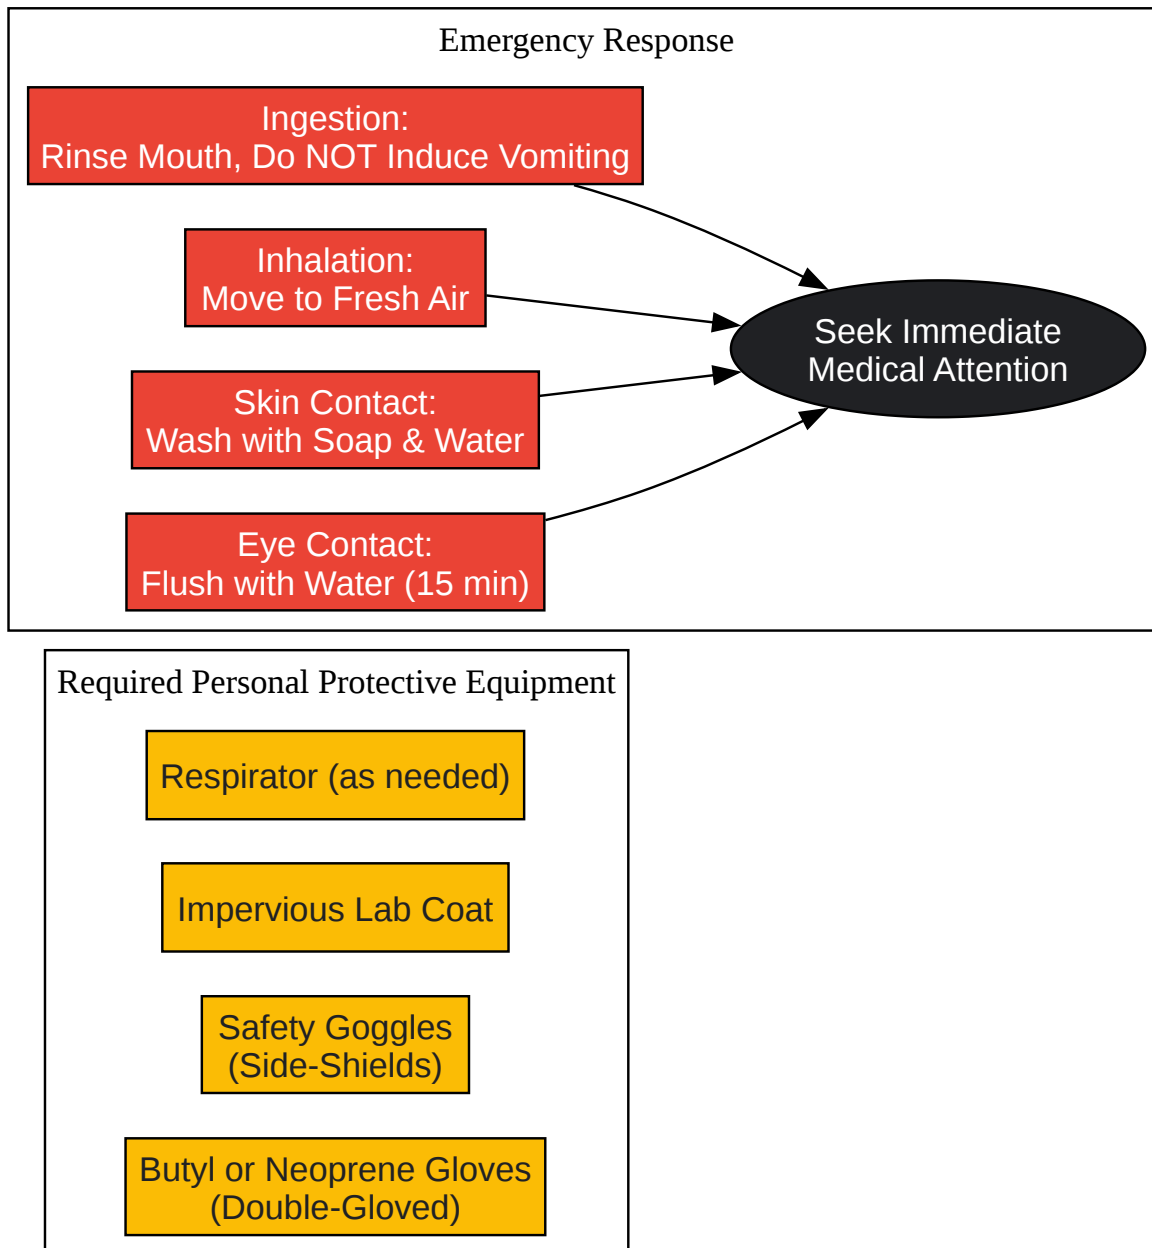 Emergency Response
Ingestion:
Rinse Mouth, Do NOT Induce Vomiting
Inhalation:
Move to Fresh Air
Skin Contact:
Wash with Soap & Water
Eye Contact:
Flush with Water (15 min)
Seek Immediate
Medical Attention
Required Personal Protective Equipment
Respirator (as needed)
Impervious Lab Coat
Safety Goggles
(Side-Shields)
Butyl or Neoprene Gloves
(Double-Gloved)